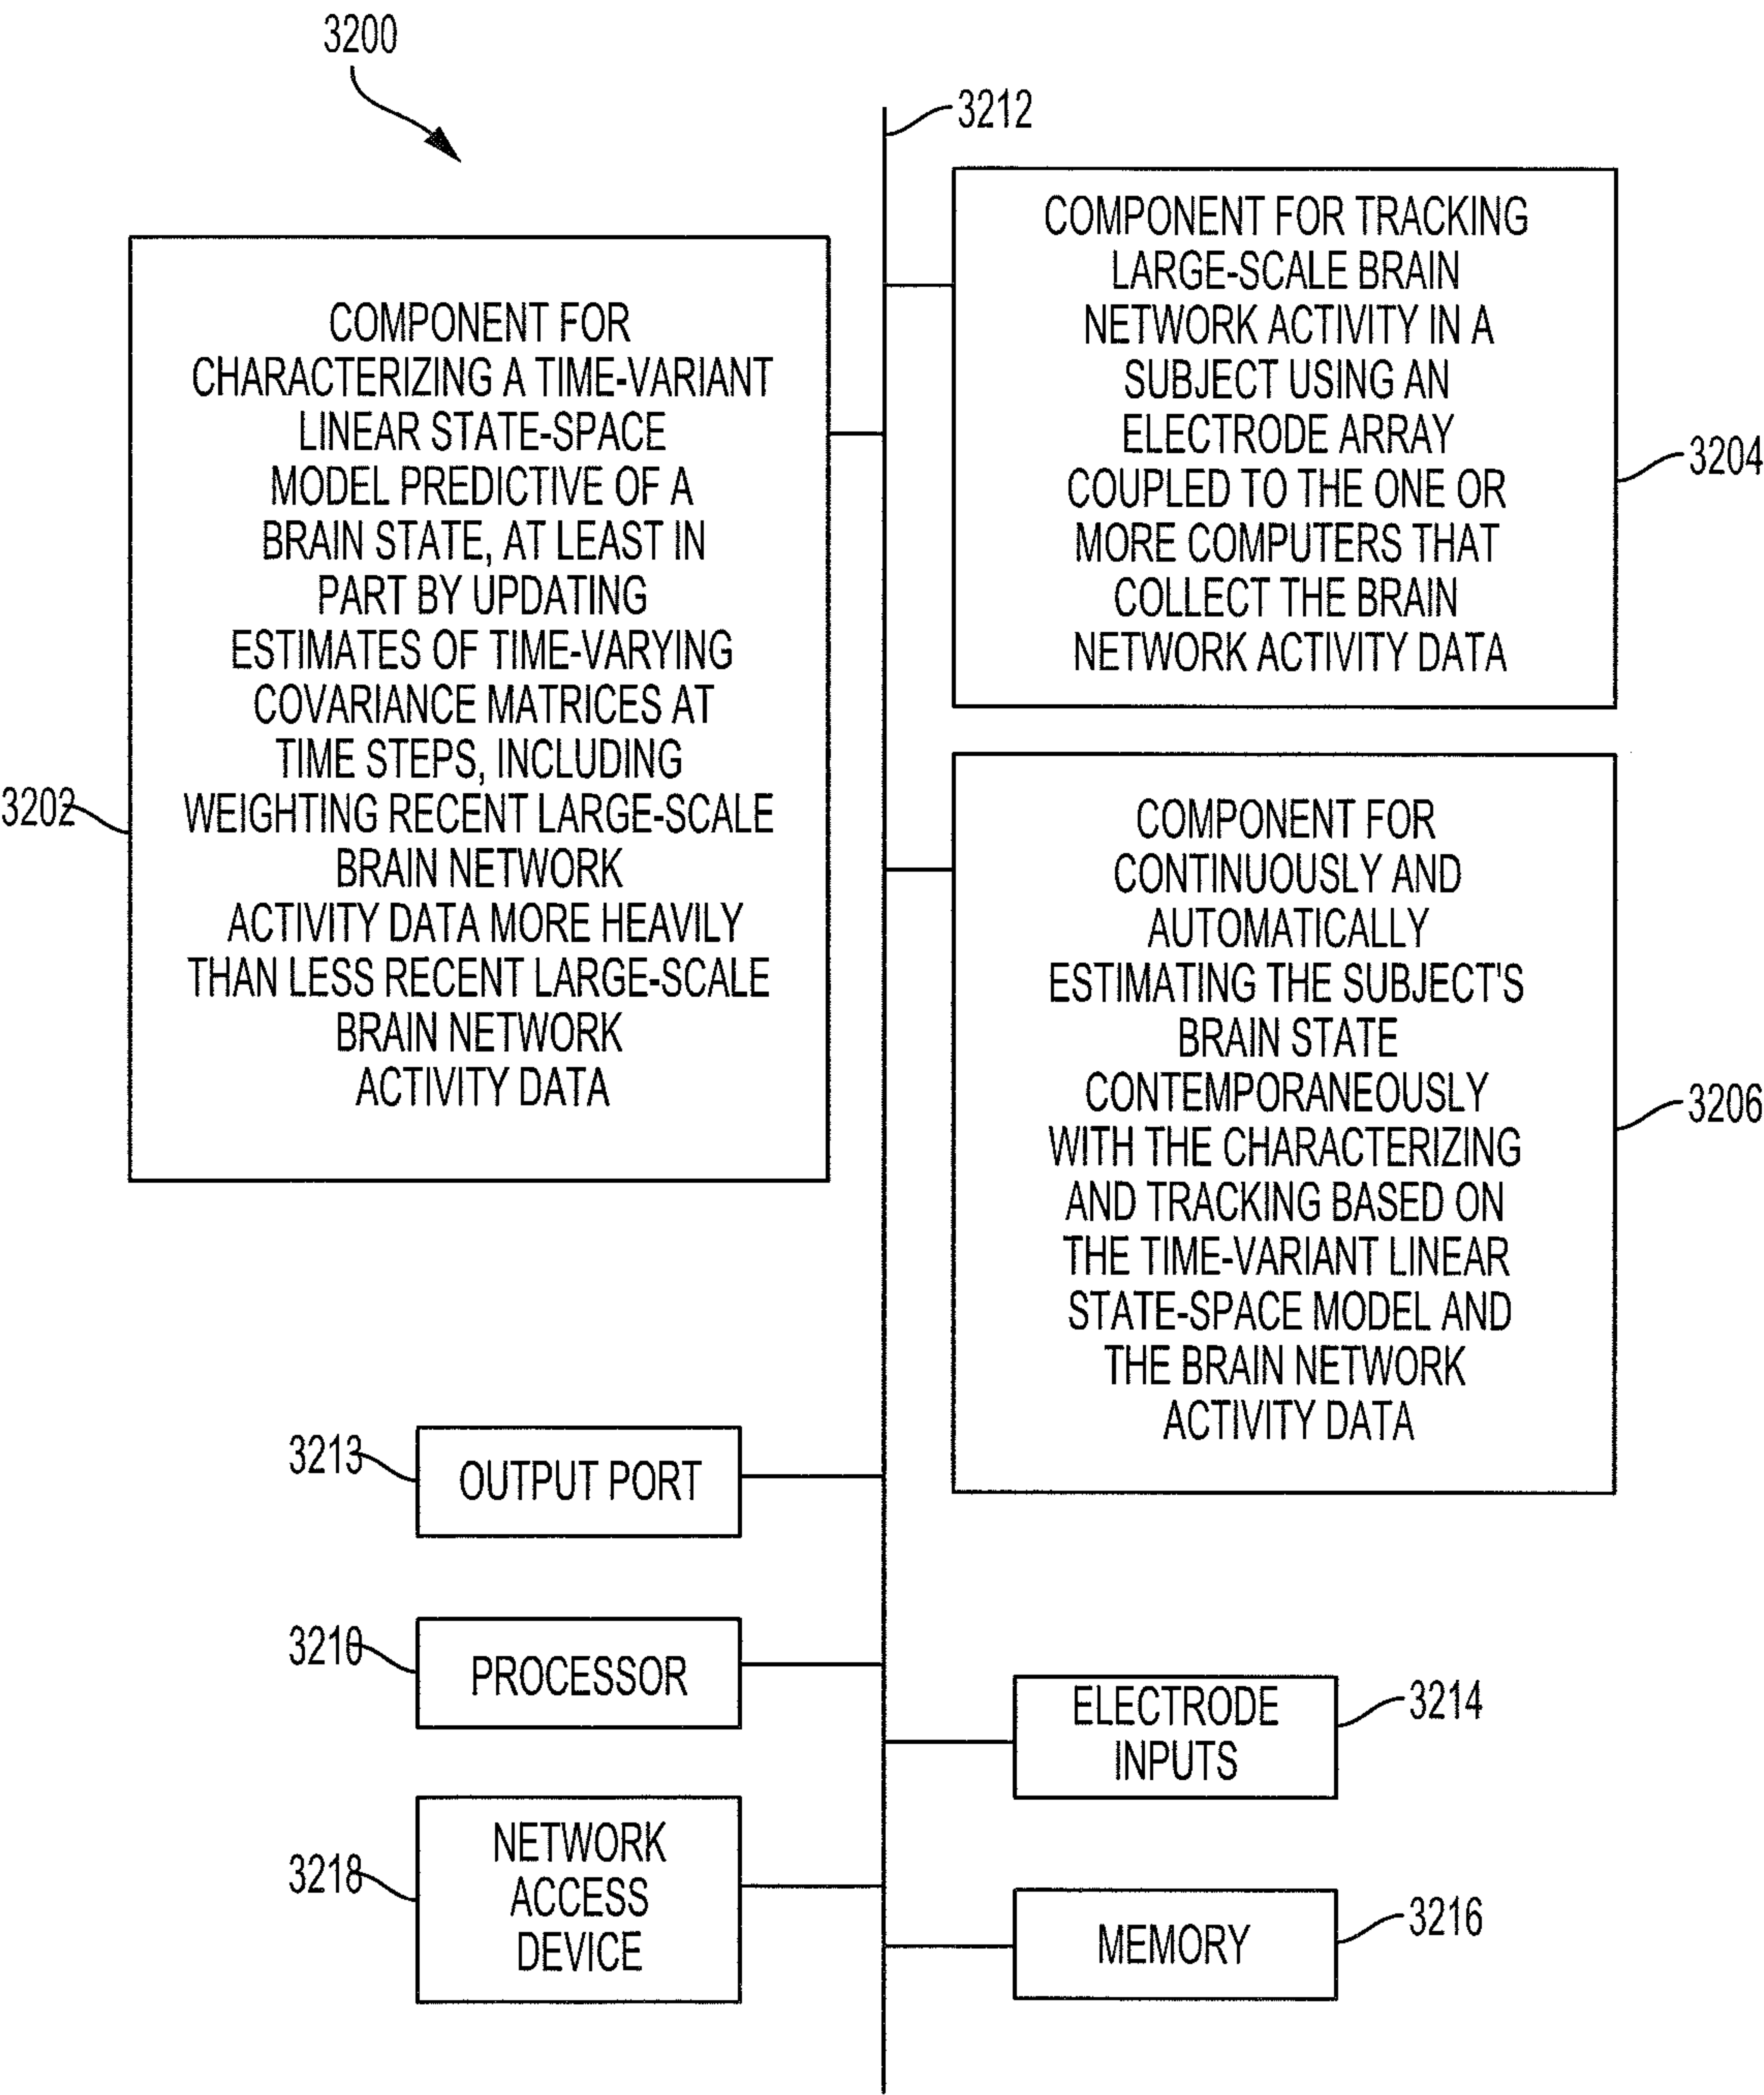 3200
3212
COMPONENT FOR
CHARACTERIZING A TIME-VARIANT
LINEAR STATE-SPACE
MODEL PREDICTIVE OF A
BRAIN STATE, AT LEAST IN
PART BY UPDATING
ESTIMATES OF TIME-VARYING
COVARIANCE MATRICES AT
TIME STEPS, INCLUDING
WEIGHTING RECENT LARGE-SCALE
BRAIN NETWORK
ACTIVITY DATA MORE HEAVILY
THAN LESS RECENT LARGE-SCALE
BRAIN NETWORK
ACTIVITY DATA
3202
COMPONENT FOR TRACKING
LARGE-SCALE BRAIN
NETWORK ACTIVITY IN A
SUBJECT USING AN
ELECTRODE ARRAY
COUPLED TO THE ONE OR
MORE COMPUTERS THAT
COLLECT THE BRAIN
NETWORK ACTIVITY DATA
3204
COMPONENT FOR
CONTINUOUSLY AND
AUTOMATICALLY
ESTIMATING THE SUBJECT'S
BRAIN STATE
CONTEMPORANEOUSLY
WITH THE CHARACTERIZING
AND TRACKING BASED ON
THE TIME-VARIANT LINEAR
STATE-SPACE MODEL AND
THE BRAIN NETWORK
ACTIVITY DATA
3206
3213
OUTPUT PORT
3210
PROCESSOR
3218
NETWORK
ACCESS
DEVICE
ELECTRODE
INPUTS
3214
MEMORY
3216